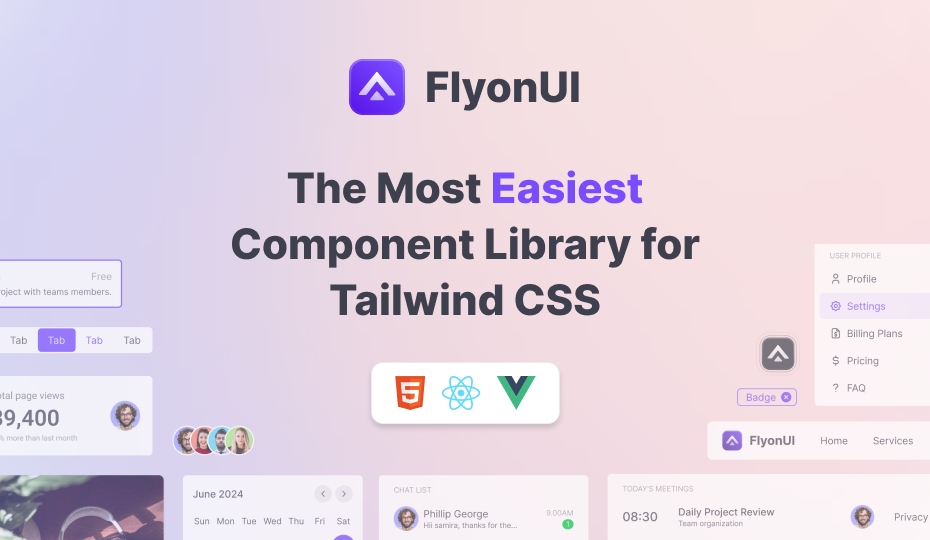 FlyonUI
The Most Easiest
Component Library for
Tailwind CSS
Free
project with teams members.
Tab Tab Tab Tab
total page views
39,400
more than last month
USER PROFILE
Profile
Settings
Billing Plans
Pricing
FAQ
Badge
FlyonUI Home Services
June 2024
Sun Mon Tue Wed Thu Fri Sat
CHAT LIST
Phillip George 9:00AM
Hii samira, thanks for the... 1
TODAY'S MEETINGS
08:30 Daily Project Review
Team organization
Privacy